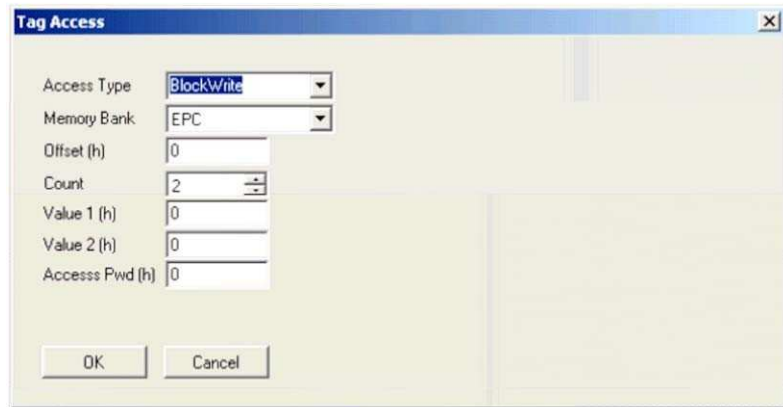 Tag Access
Access Type BlockWrite
Memory Bank EPC
Offset (h) 0
Count 2
Value 1 (h) 0
Value 2 (h) 0
Accesss Pwd (h) 0
OK Cancel